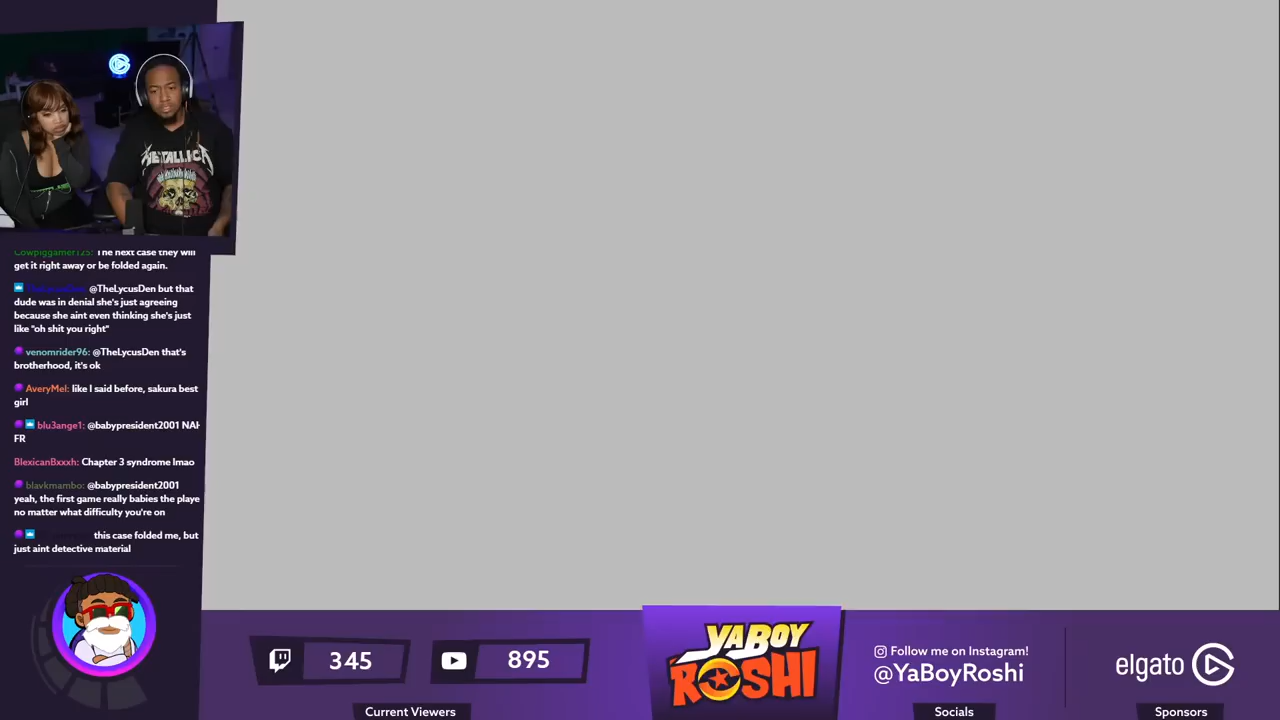 METALLICA
Cowpiggamer125: The next case they will
get it right away or be folded again.
@TheLycusDen but that
dude was in denial she's just agreeing
because she aint even thinking she's just
like "oh shit you right"
venomrider96: @TheLycusDen that's
brotherhood, it's ok
AveryMel: like I said before, sakura best
girl
blu3ange1: @babypresident2001 NAH
FR
BlexicanBxxxh: Chapter 3 syndrome lmao
blavkmambo: @babypresident2001
yeah, the first game really babies the playe
no matter what difficulty you're on
this case folded me, but
just aint detective material
345
895
Current Viewers
YABOY
ROSHI
Follow me on Instagram!
@YaBoyRoshi
Socials
elgato
Sponsors